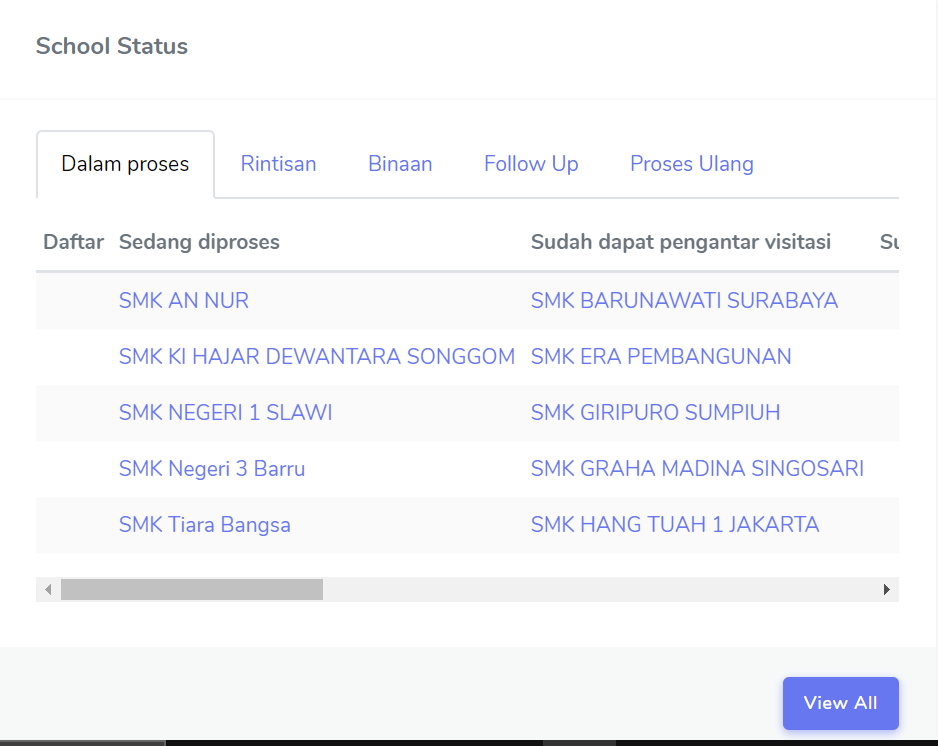 School Status
Dalam proses Rintisan Binaan Follow Up Proses Ulang
Daftar Sedang diproses Sudah dapat pengantar visitasi
SMK AN NUR SMK BARUNAWATI SURABAYA
SMK KI HAJAR DEWANTARA SONGGOM SMK ERA PEMBANGUNAN
SMK NEGERI 1 SLAWI SMK GIRIPURO SUMPIUH
SMK Negeri 3 Barru SMK GRAHA MADINA SINGOSARI
SMK Tiara Bangsa SMK HANG TUAH 1 JAKARTA
View All